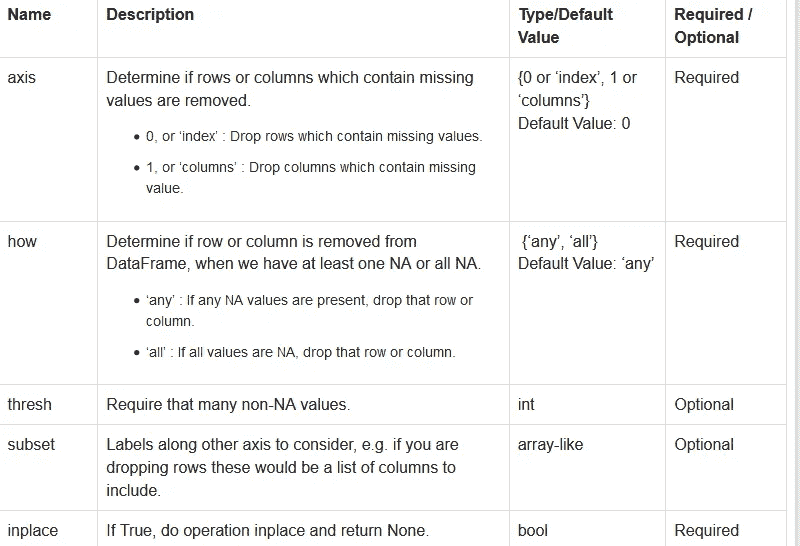 Name Description Type/Default Required /
Value Optional
axis Determine if rows or columns which contain missing {0 or ‘index’, 1 or Required
values are removed. ‘columns’}
Default Value: 0
• 0, or ‘index’ : Drop rows which contain missing values.
• 1, or ‘columns’ : Drop columns which contain missing
value.
how Determine if row or column is removed from {‘any’, ‘all’} Required
DataFrame, when we have at least one NA or all NA. Default Value: ‘any’
• ‘any’ : If any NA values are present, drop that row or
column.
• ‘all’ : If all values are NA, drop that row or column.
thresh Require that many non-NA values. int Optional
subset Labels along other axis to consider, e.g. if you are array-like Optional
dropping rows these would be a list of columns to
include.
inplace If True, do operation inplace and return None. bool Required